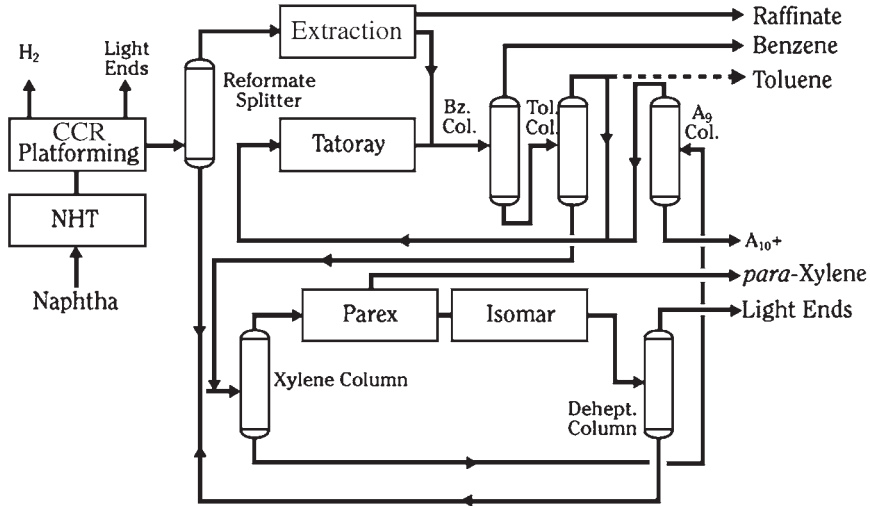 Raffinate
Extraction
Benzene
H₂
Light
Ends
Toluene
Reformate
Splitter
Bz.
Col.
Tol.
Col.
A₉
Col.
CCR
Platforming
Tatoray
NHT
A₁₀+
Naphtha
para-Xylene
Parex
Isomar
Light Ends
Xylene Column
Dehept.
Column